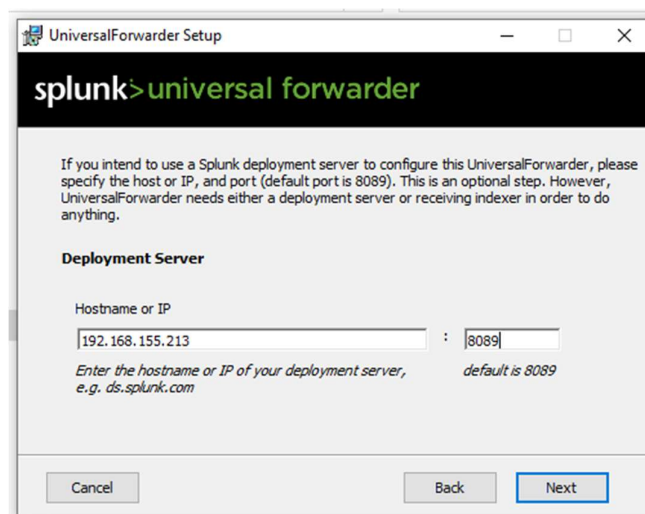 UniversalForwarder Setup
splunk>universal forwarder
If you intend to use a Splunk deployment server to configure this UniversalForwarder, please
specify the host or IP, and port (default port is 8089). This is an optional step. However,
UniversalForwarder needs either a deployment server or receiving indexer in order to do
anything.
Deployment Server
Hostname or IP
192.168.155.213 : 8089
Enter the hostname or IP of your deployment server, default is 8089
e.g. ds.splunk.com
Cancel Back Next